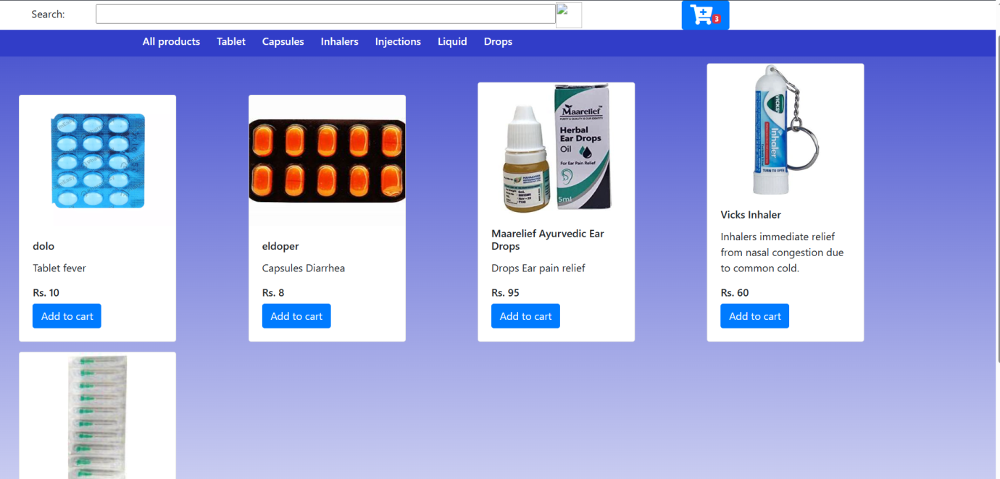 Search:
3
All products Tablet Capsules Inhalers Injections Liquid Drops
Maarelief
Herbal
Ear Drops
Oil
For Ear Pain Relief
5ml
VICKS
Inhaler
TURN TO OPEN
dolo
Tablet fever
Rs. 10
Add to cart
eldoper
Capsules Diarrhea
Rs. 8
Add to cart
Maarelief Ayurvedic Ear
Drops
Drops Ear pain relief
Rs. 95
Add to cart
Vicks Inhaler
Inhalers immediate relief
from nasal congestion due
to common cold.
Rs. 60
Add to cart